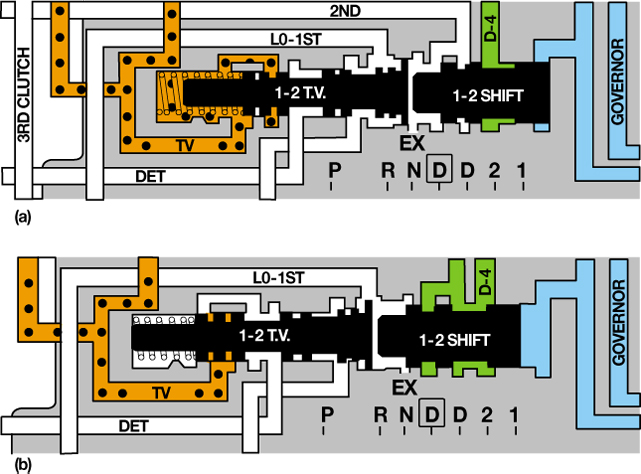 2ND
L0-1ST
D-4
3RD CLUTCH
GOVERNOR
1-2 T.V.
1-2 SHIFT
TV
EX
DET
P R N D D 2 1
(a)
L0-1ST
D-4
GOVERNOR
1-2 T.V.
1-2 SHIFT
TV
EX
DET
P R N D D 2 1
(b)